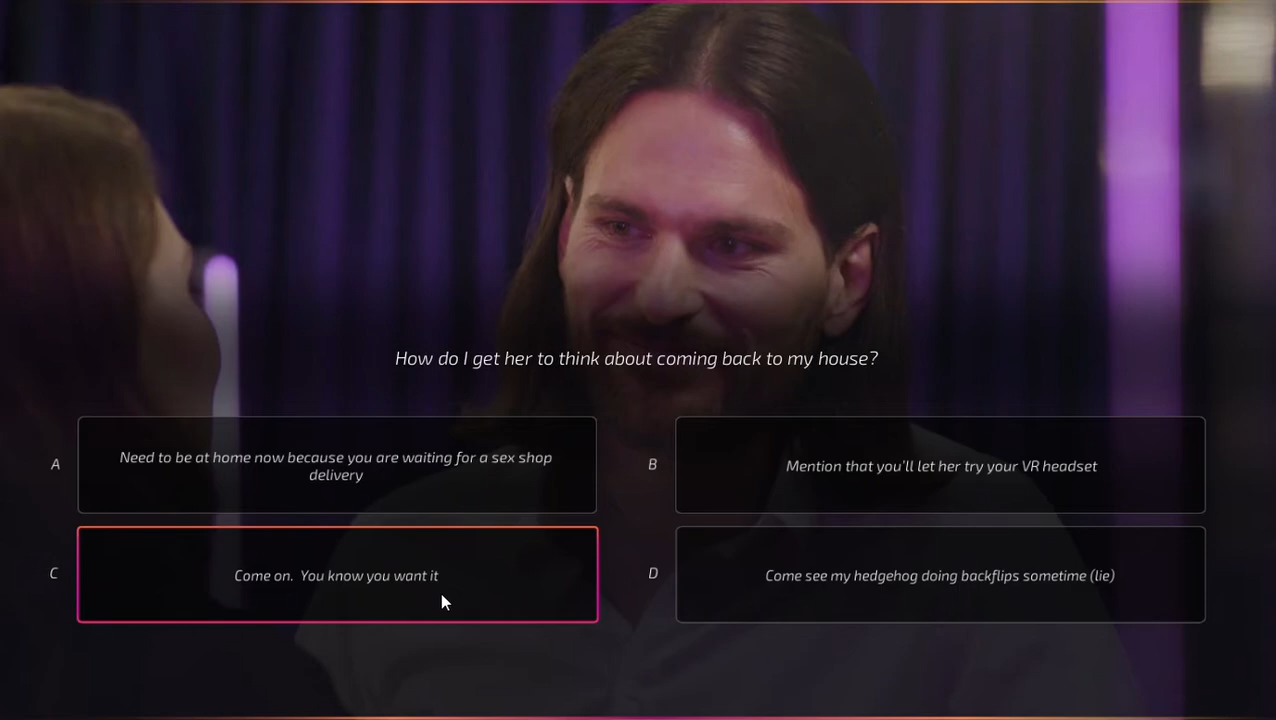 How do I get her to think about coming back to my house?
A
Need to be at home now because you are waiting for a sex shop
delivery
B
Mention that you'll let her try your VR headset
C
Come on. You know you want it
D
Come see my hedgehog doing backflips sometime (lie)